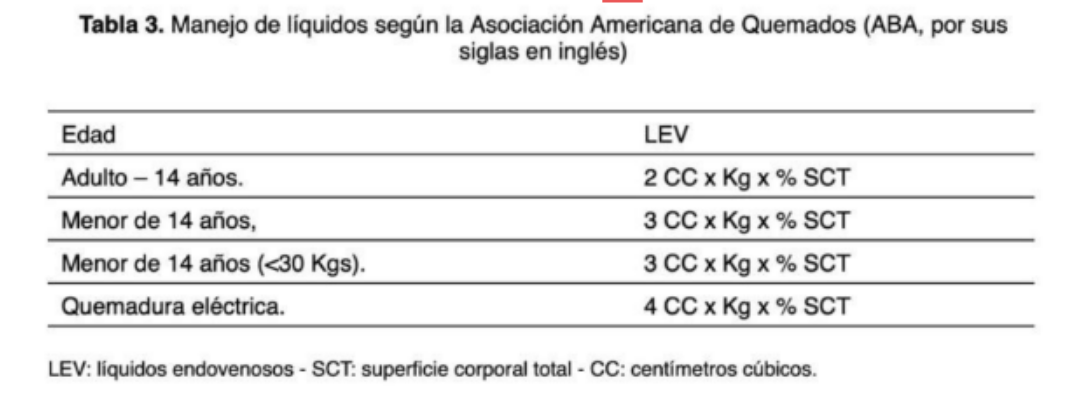 Tabla 3. Manejo de líquidos según la Asociación Americana de Quemados (ABA, por sus
siglas en inglés)
Edad LEV
Adulto – 14 años. 2 CC x Kg x % SCT
Menor de 14 años, 3 CC x Kg x % SCT
Menor de 14 años (<30 Kgs). 3 CC x Kg x % SCT
Quemadura eléctrica. 4 CC x Kg x % SCT
LEV: líquidos endovenosos - SCT: superficie corporal total - CC: centímetros cúbicos.